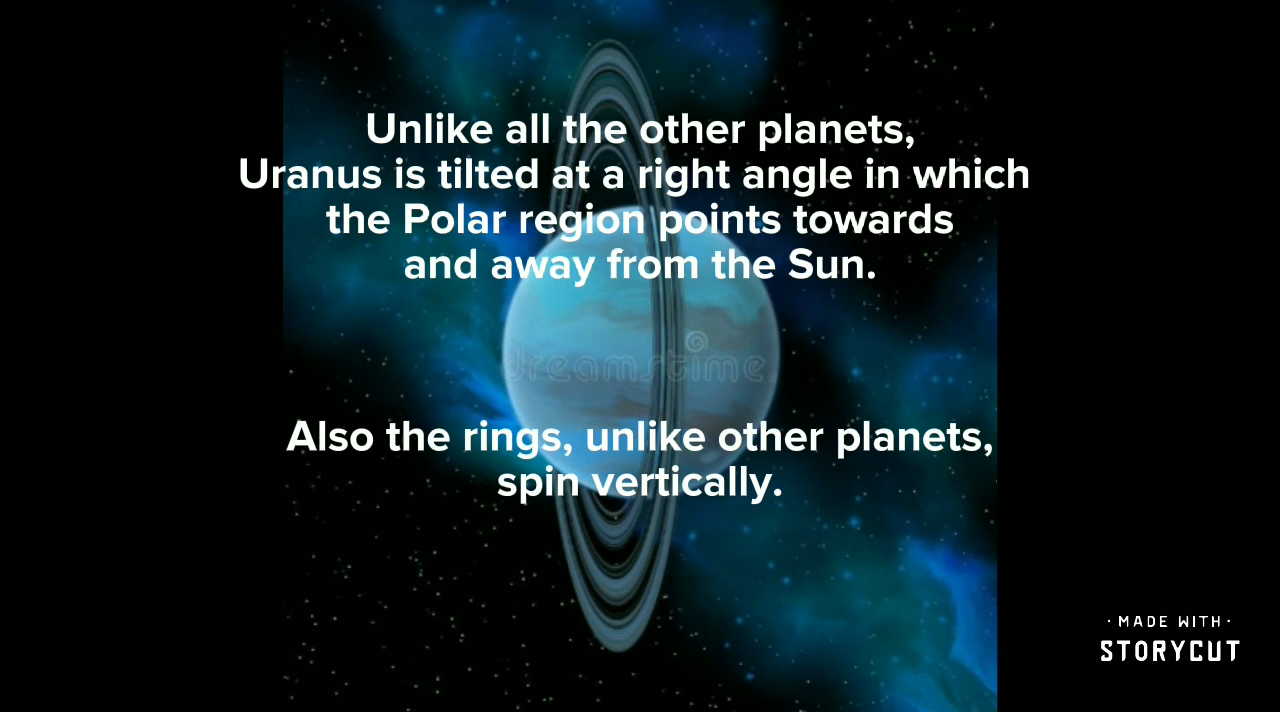 Unlike all the other planets,
Uranus is tilted at a right angle in which
the Polar region points towards
and away from the Sun.
dreamstime
Also the rings, unlike other planets,
spin vertically.
· MADE WITH ·
STORYCUT